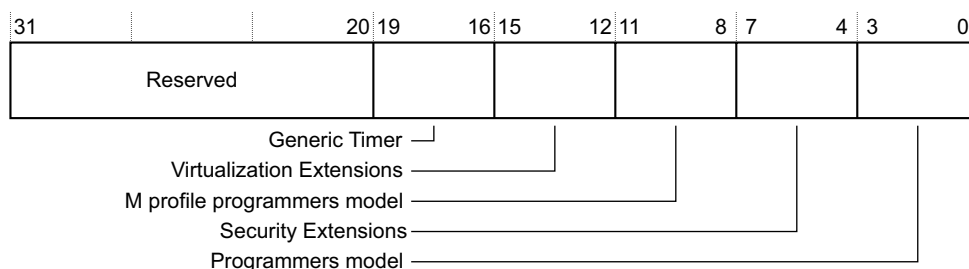 31 20 19 16 15 12 11 8 7 4 3 0
Reserved
Generic Timer
Virtualization Extensions
M profile programmers model
Security Extensions
Programmers model